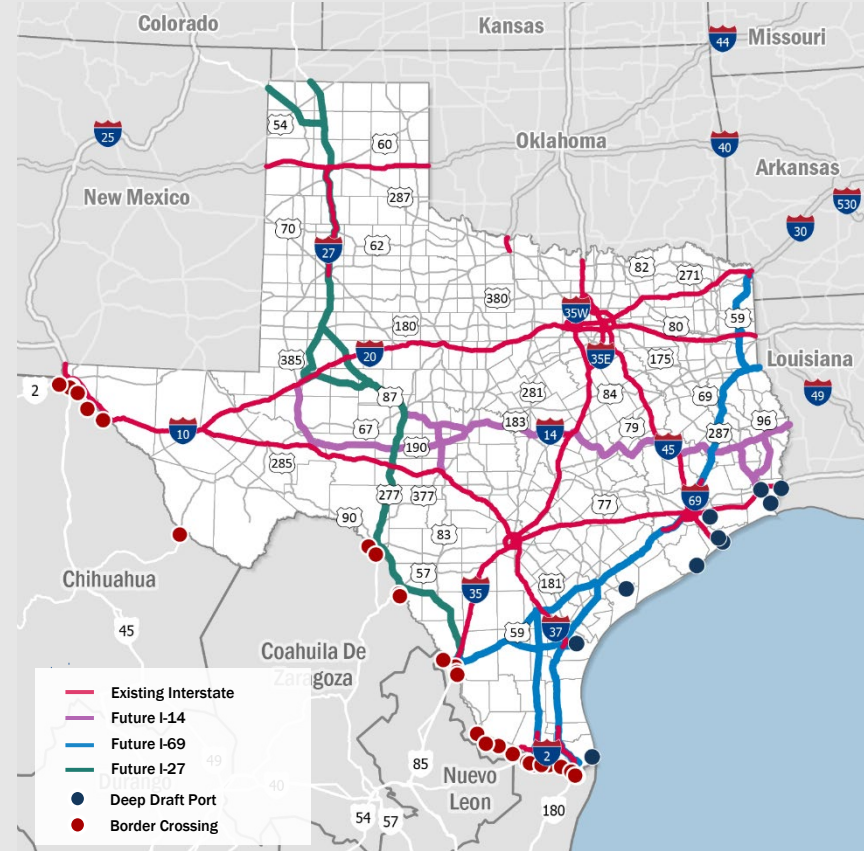 Colorado
Kansas
44
Missouri
54
25
60
Oklahoma
40
Arkansas
New Mexico
287
530
70
62
30
27
82
271
380
35W
59
180
80
20
385
35E
175
Louisiana
2
87
281
84
69
49
67
183
79
96
10
190
14
287
45
285
277
377
69
77
90
83
57
181
Chihuahua
35
45
59
37
Coahuila De
Zaragoza
Existing Interstate
Future I-14
Future I-69
Future I-27
Deep Draft Port
Border Crossing
49
Durango
40
2
85
Nuevo
Leon
180
54
57